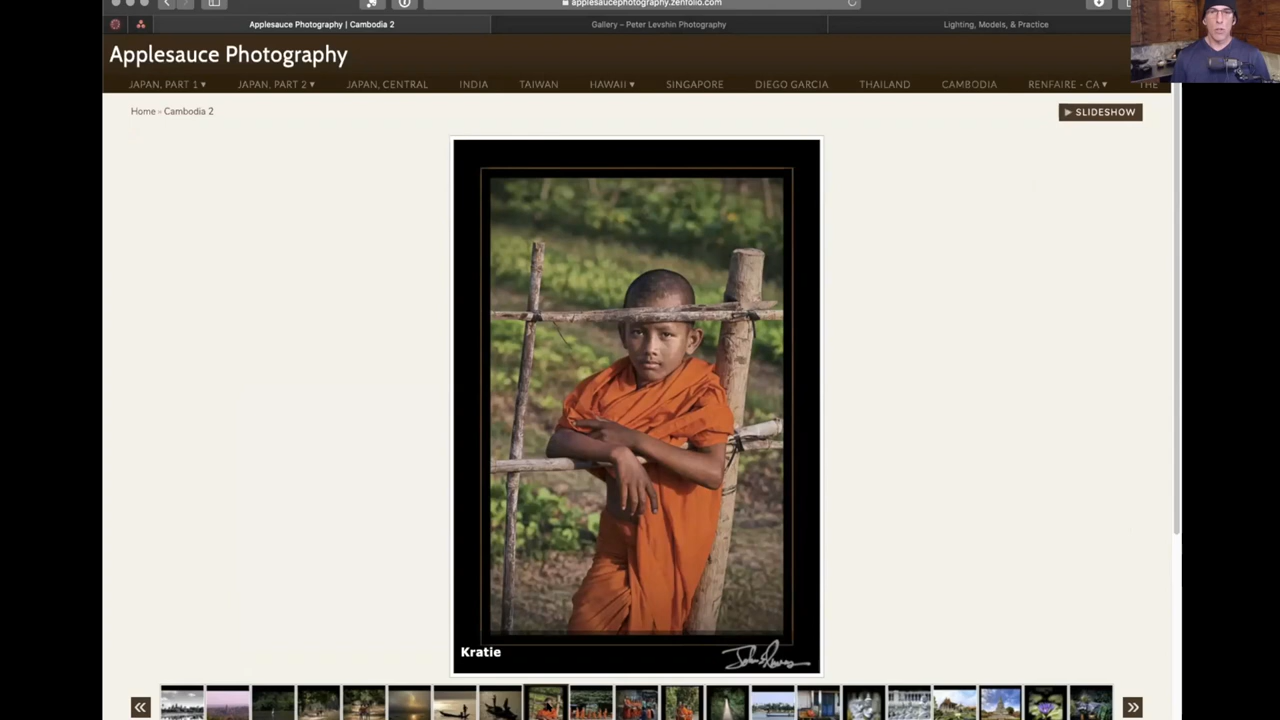 applesaucephotography.zenfolio.com
Applesauce Photography | Cambodia 2
Gallery – Peter Levshin Photography
Lighting, Models, & Practice
Applesauce Photography
JAPAN, PART 1 ▾ JAPAN, PART 2 ▾ JAPAN, CENTRAL INDIA TAIWAN HAWAII ▾ SINGAPORE DIEGO GARCIA THAILAND CAMBODIA RENFAIRE - CA ▾ THE
Home » Cambodia 2
SLIDESHOW
Kratie